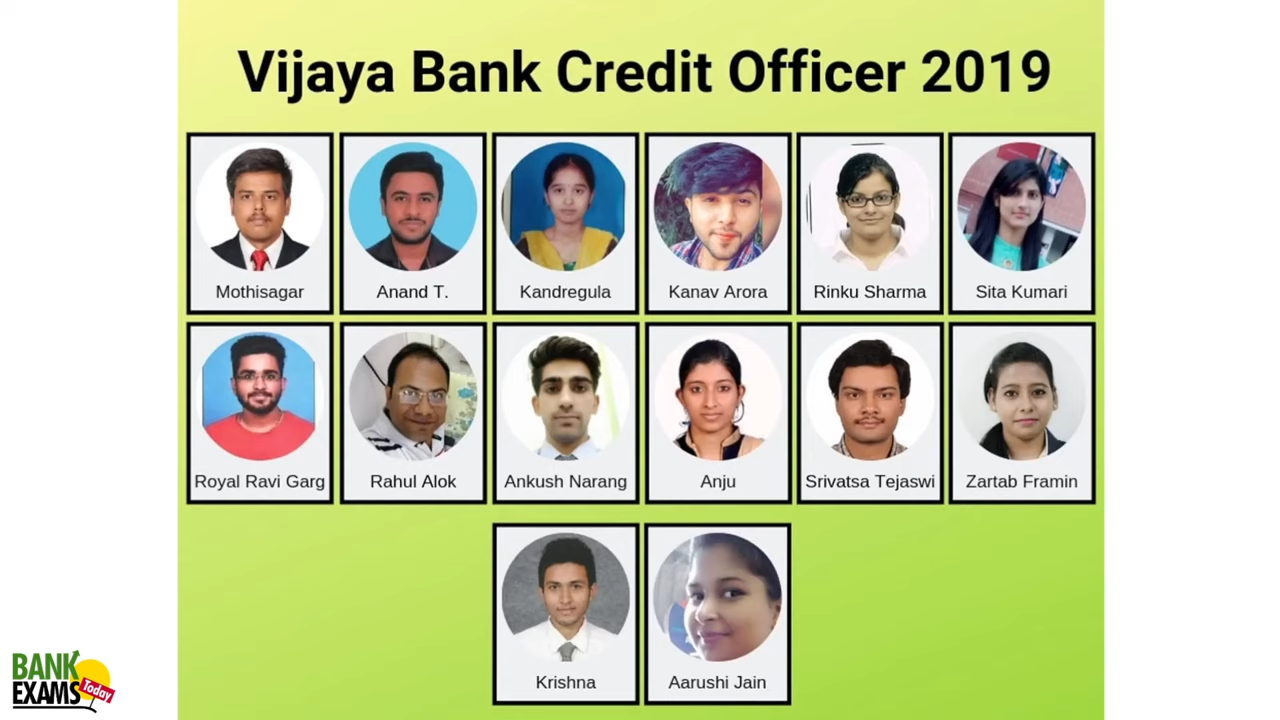 Vijaya Bank Credit Officer 2019
Mothisagar
Anand T.
Kandregula
Kanav Arora
Rinku Sharma
Sita Kumari
Royal Ravi Garg
Rahul Alok
Ankush Narang
Anju
Srivatsa Tejaswi
Zartab Framin
Krishna
Aarushi Jain
BANK
EXAMS
Today